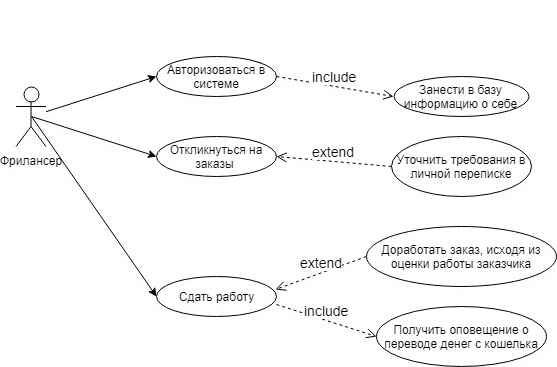 Авторизоваться в
системе
include
Занести в базу
информацию о себе
Фрилансер
Откликнуться на
заказы
extend
Уточнить требования в
личной переписке
Доработать заказ, исходя из
оценки работы заказчика
extend
Сдать работу
include
Получить оповещение о
переводе денег с кошелька